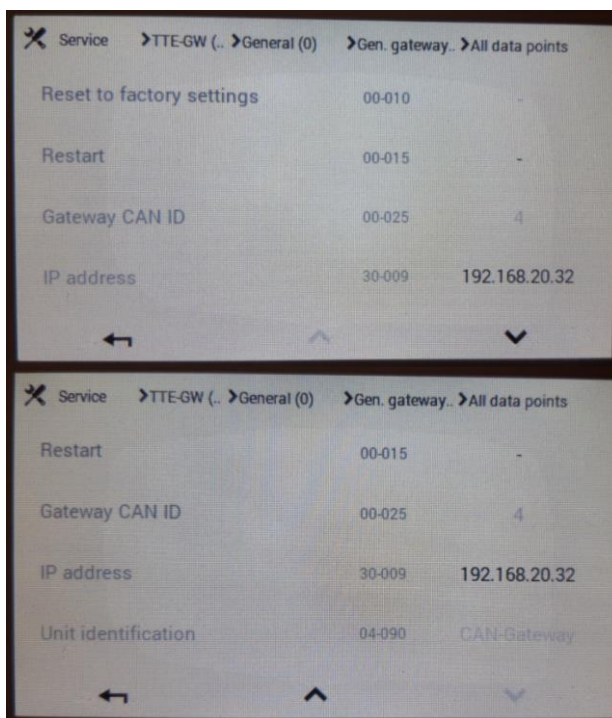 Service >TTE-GW (.. >General (0) >Gen. gateway.. >All data points
Reset to factory settings 00-010 -
Restart 00-015 -
Gateway CAN ID 00-025 4
IP address 30-009 192.168.20.32
Service >TTE-GW (.. >General (0) >Gen. gateway.. >All data points
Restart 00-015 -
Gateway CAN ID 00-025 4
IP address 30-009 192.168.20.32
Unit identification 04-090 CAN-Gateway